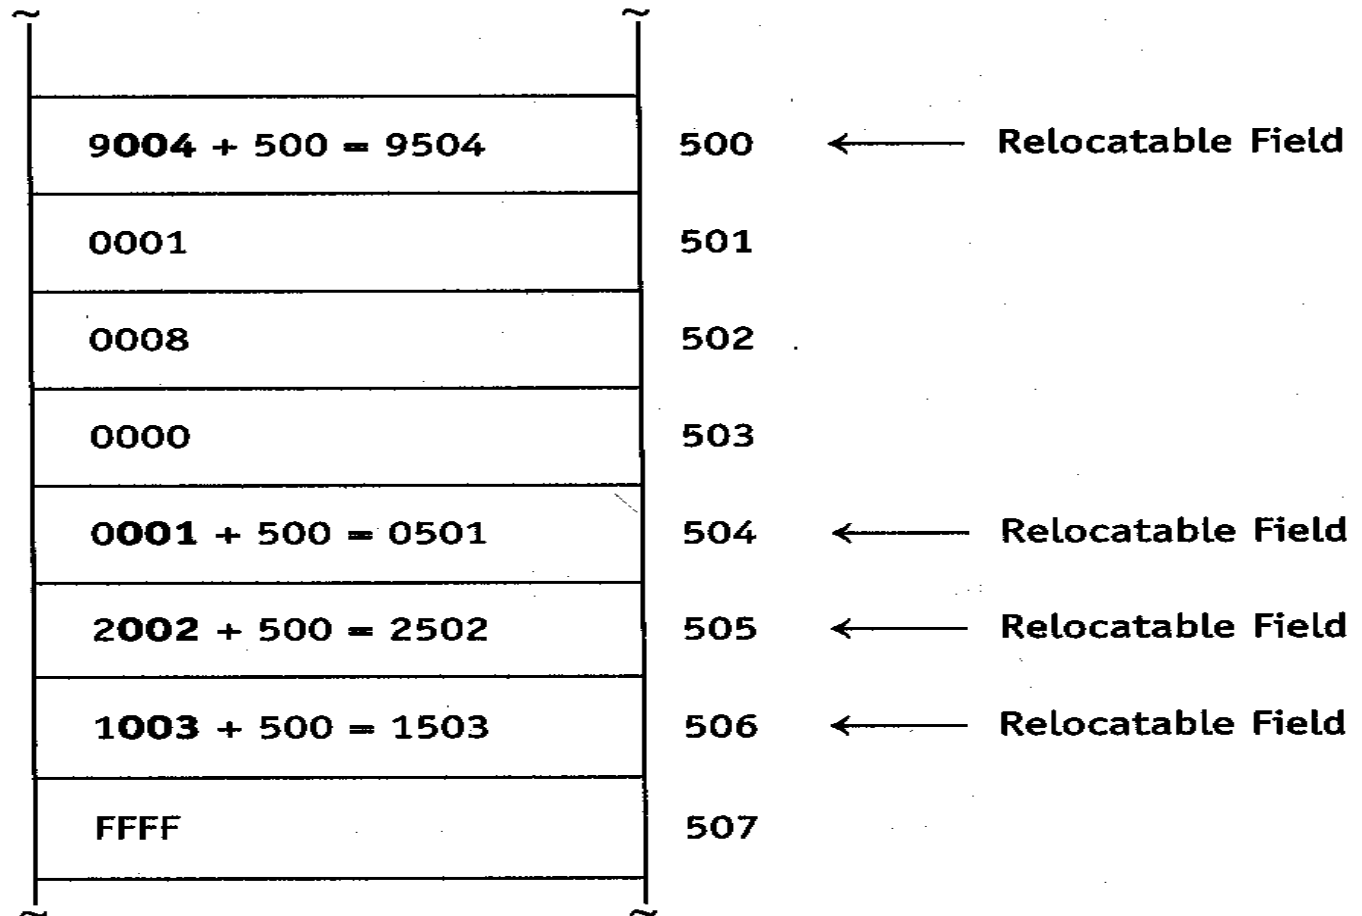 9004 + 500 = 9504 500 ← Relocatable Field
0001 501
0008 502
0000 503
0001 + 500 = 0501 504 ← Relocatable Field
2002 + 500 = 2502 505 ← Relocatable Field
1003 + 500 = 1503 506 ← Relocatable Field
FFFF 507